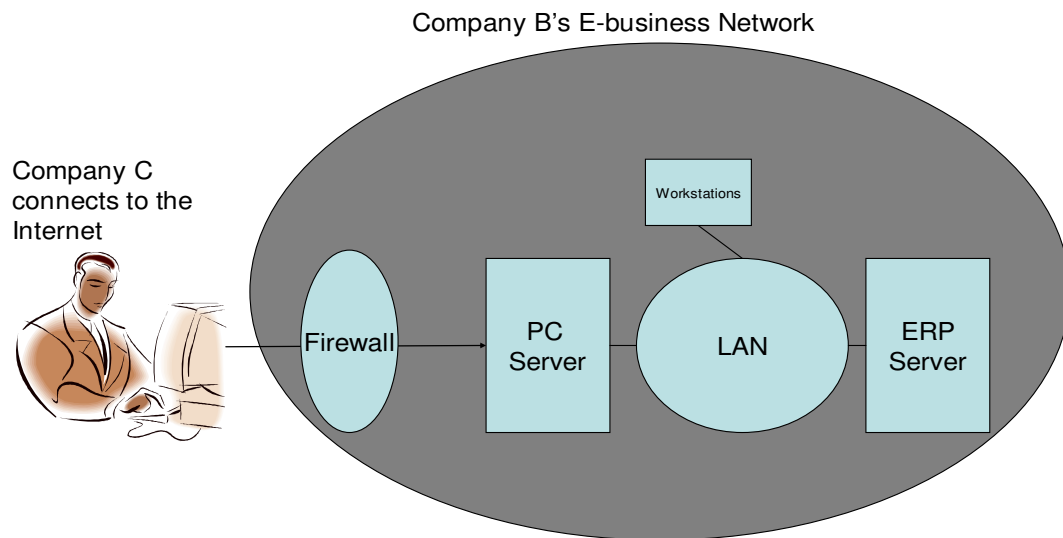 Company B’s E-business Network
Company C
connects to the
Internet
Workstations
Firewall
PC
Server
LAN
ERP
Server